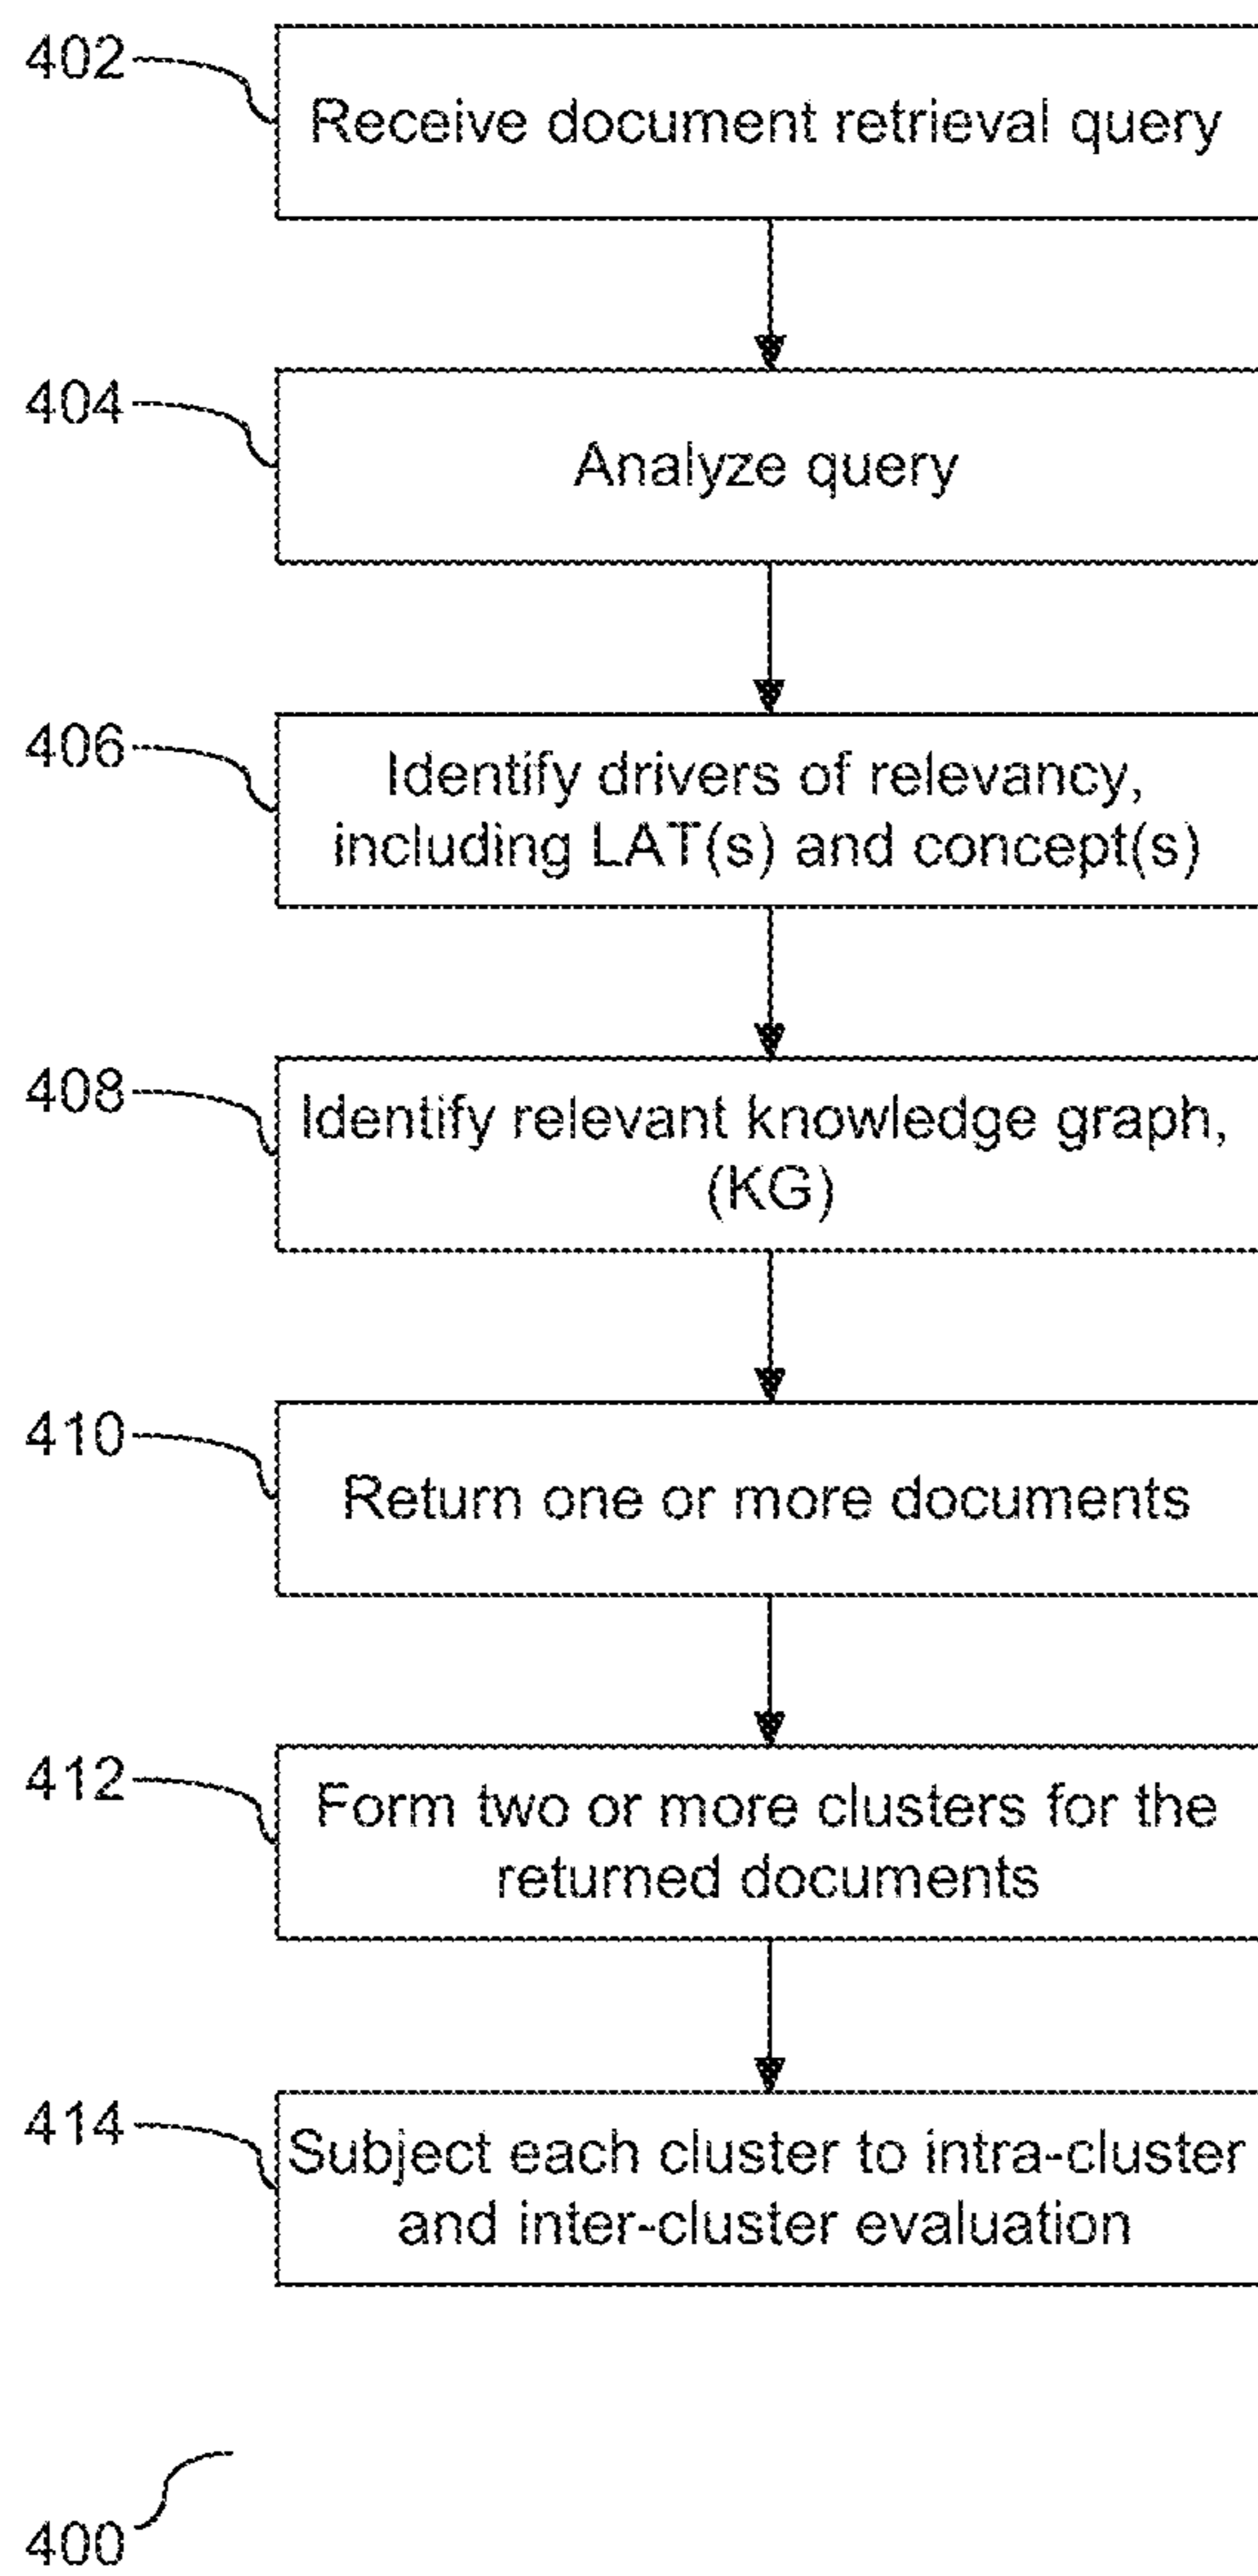 402
Receive document retrieval query
404
Analyze query
406
Identify drivers of relevancy,
including LAT(s) and concept(s)
408
Identify relevant knowledge graph,
(KG)
410
Return one or more documents
412
Form two or more clusters for the
returned documents
414
Subject each cluster to intra-cluster
and inter-cluster evaluation
400